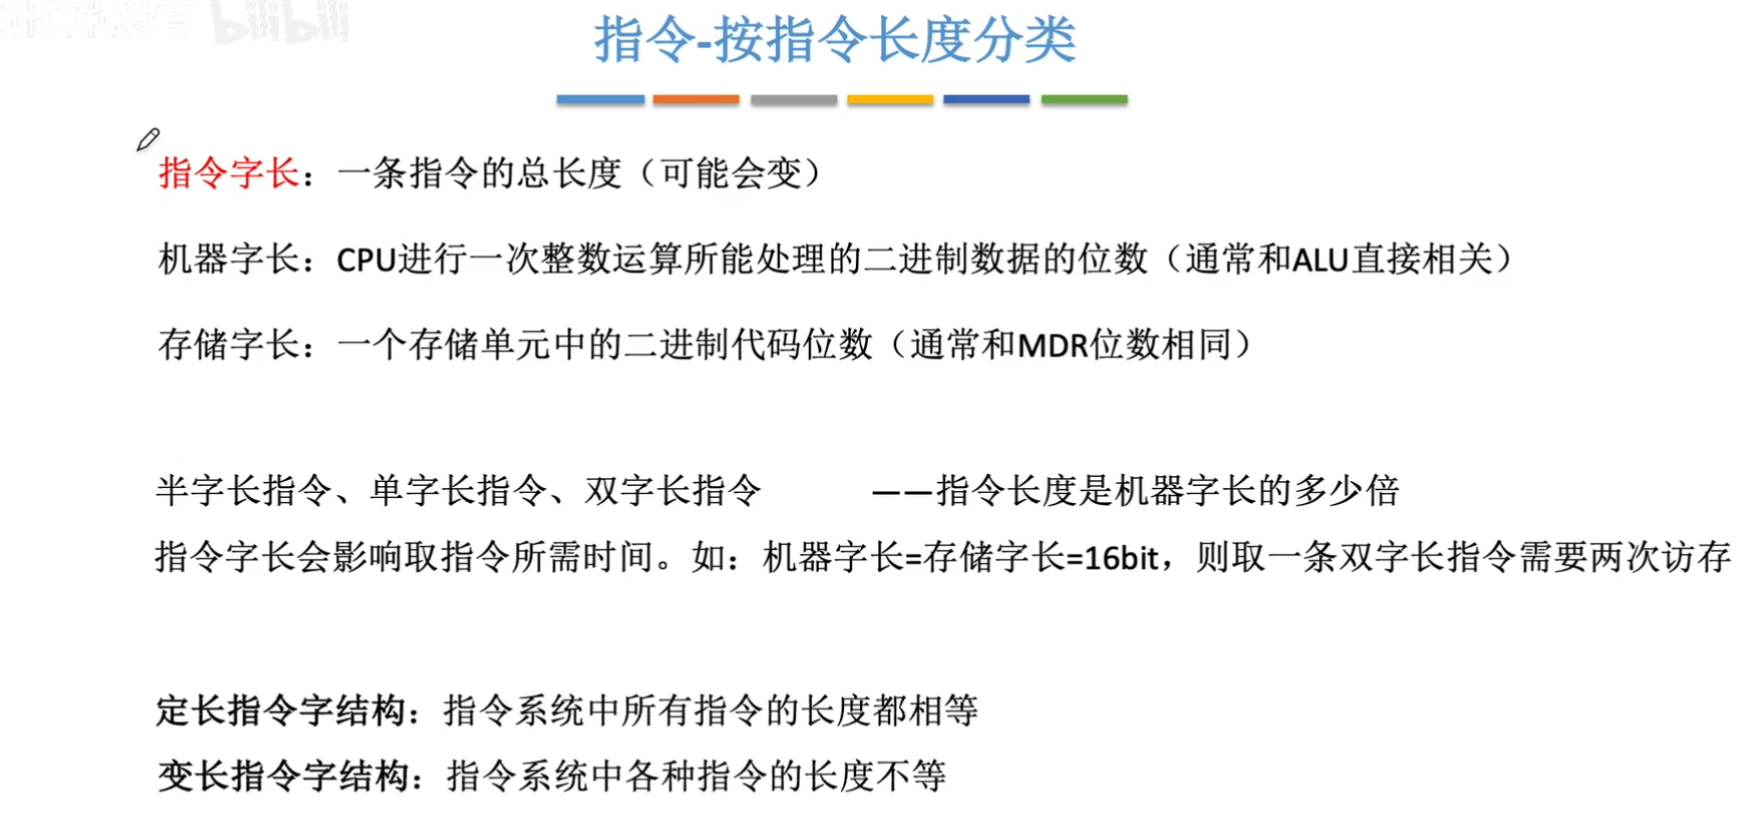 计算机教育 bilibili
指令-按指令长度分类
指令字长：一条指令的总长度（可能会变）
机器字长：CPU进行一次整数运算所能处理的二进制数据的位数（通常和ALU直接相关）
存储字长：一个存储单元中的二进制代码位数（通常和MDR位数相同）
半字长指令、单字长指令、双字长指令 ——指令长度是机器字长的多少倍
指令字长会影响取指令所需时间。如：机器字长=存储字长=16bit，则取一条双字长指令需要两次访存
定长指令字结构：指令系统中所有指令的长度都相等
变长指令字结构：指令系统中各种指令的长度不等